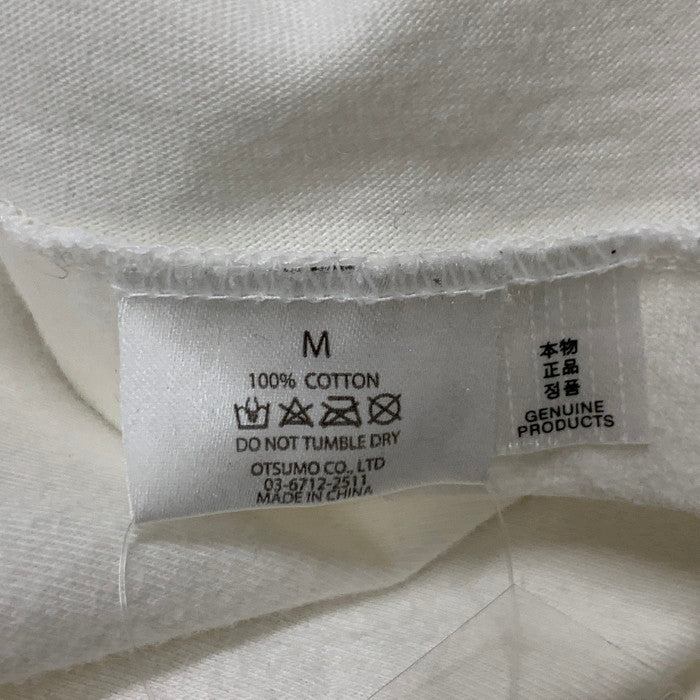 M
100% COTTON
DO NOT TUMBLE DRY
OTSUMO CO., LTD
03-6712-2511
MADE IN CHINA
本物
正品
정품
GENUINE
PRODUCTS